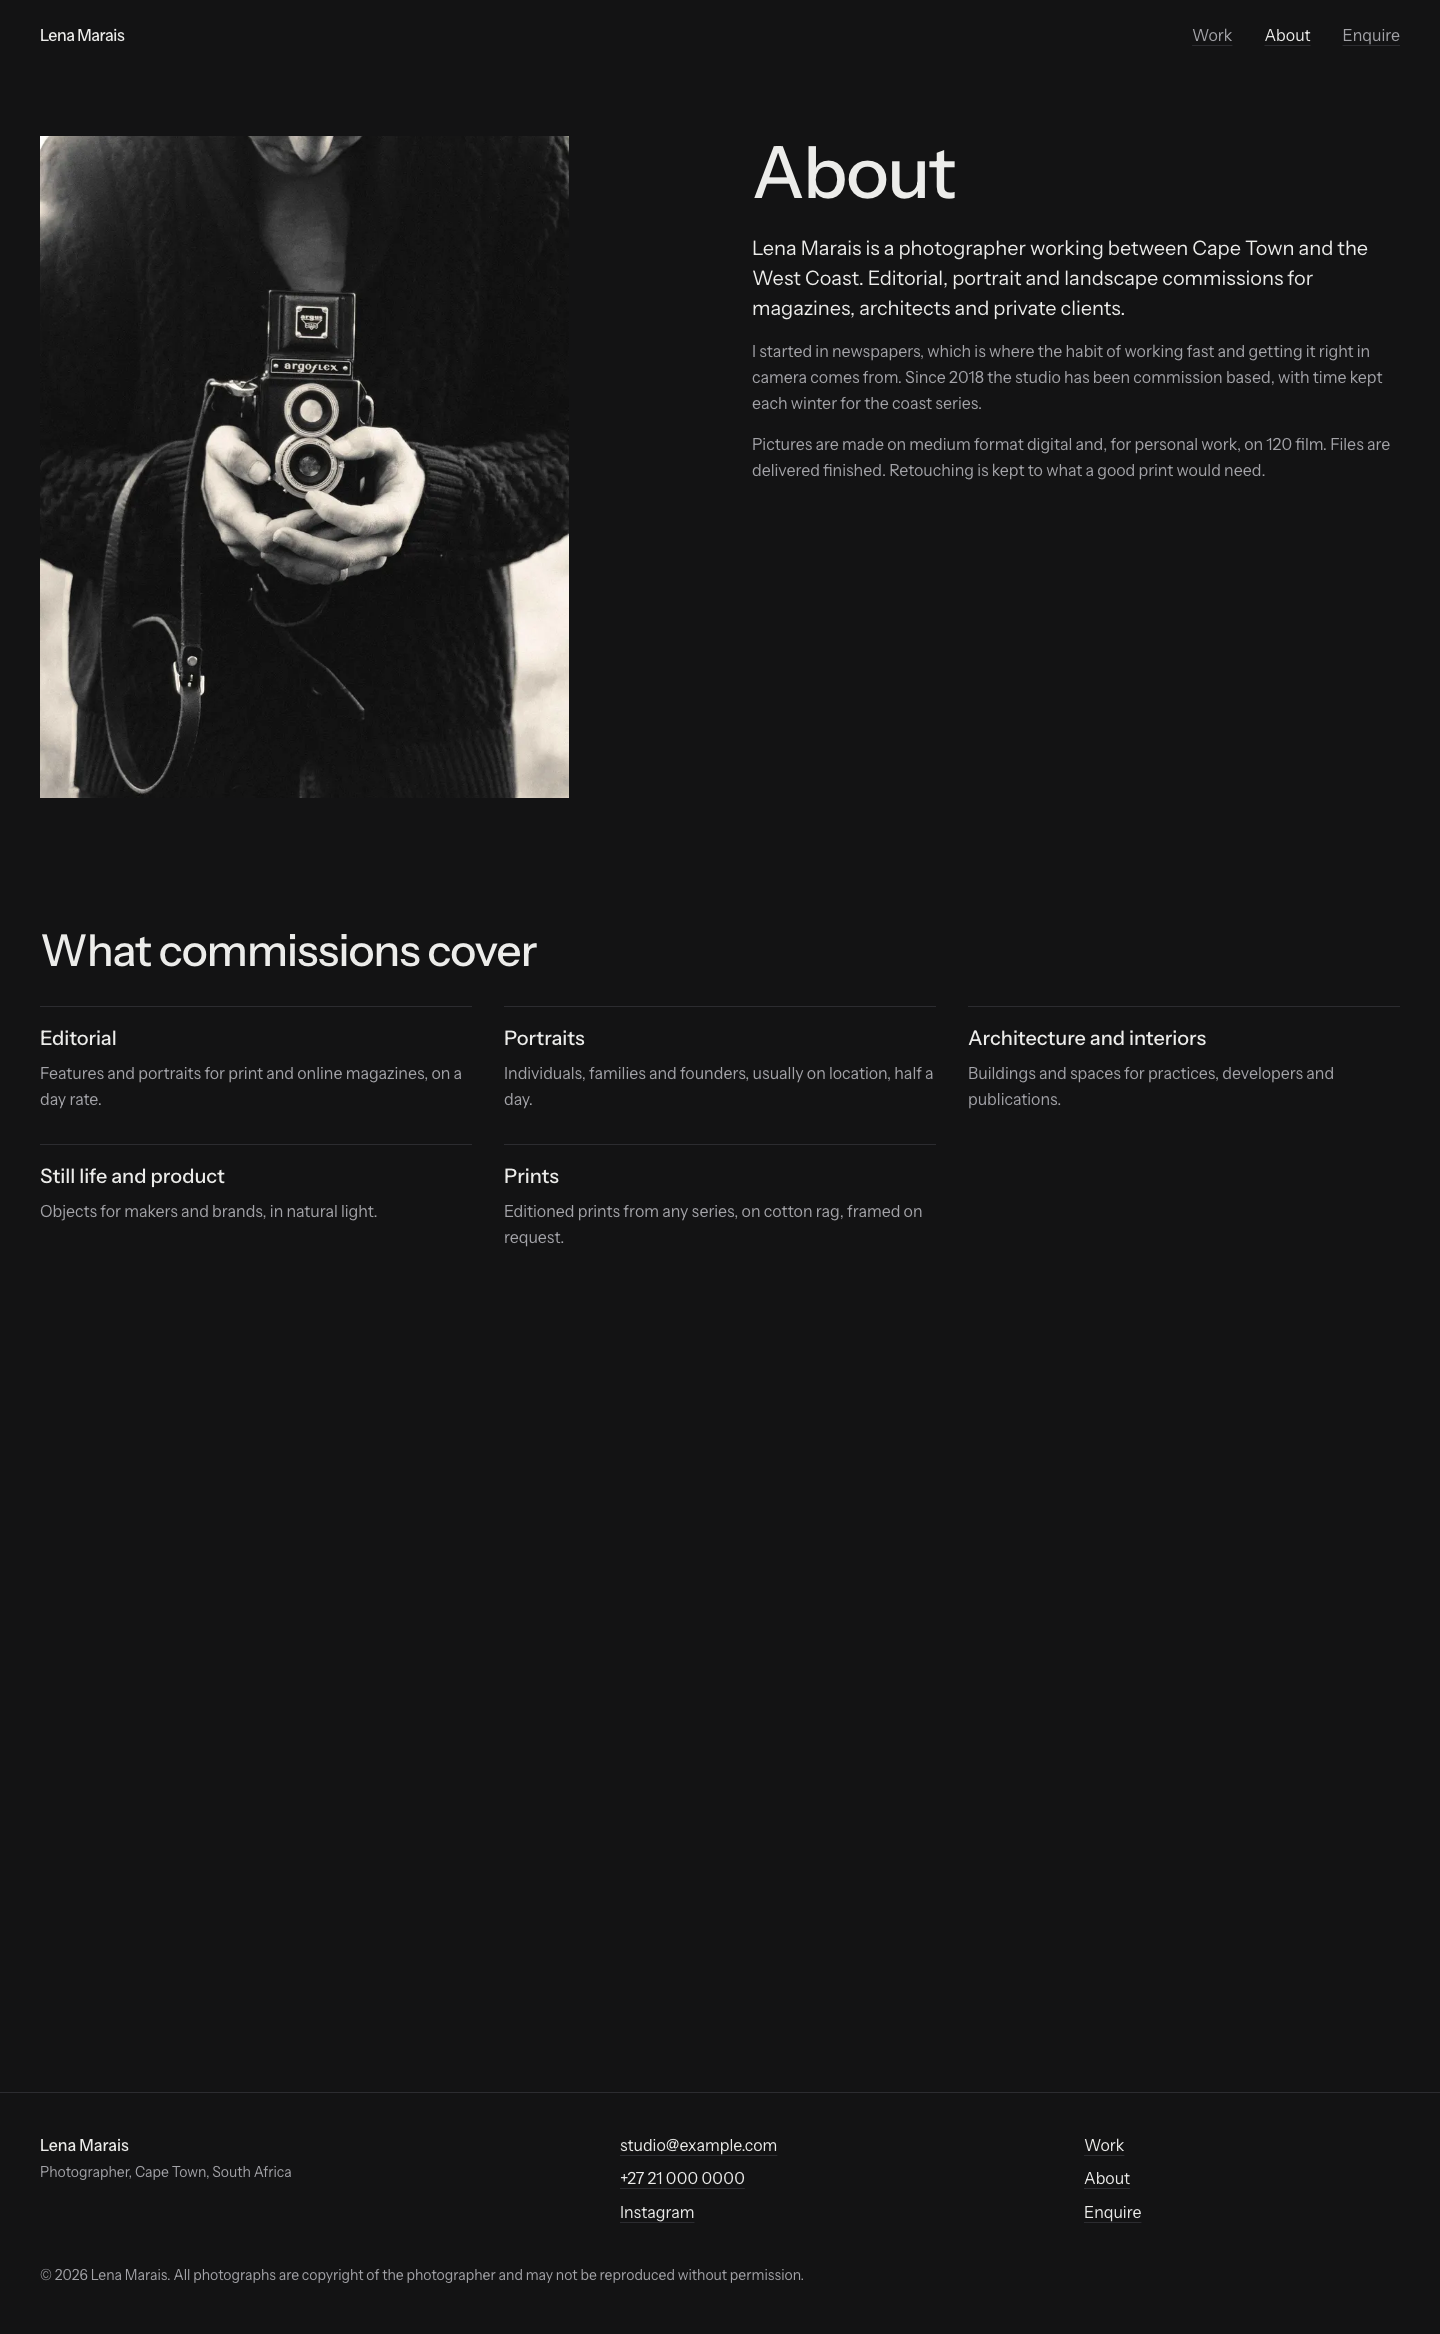 Lena Marais
Work
About
Enquire
About
argus
argoflex
Lena Marais is a photographer working between Cape Town and the
West Coast. Editorial, portrait and landscape commissions for
magazines, architects and private clients.
I started in newspapers, which is where the habit of working fast and getting it right in
camera comes from. Since 2018 the studio has been commission based, with time kept
each winter for the coast series.
Pictures are made on medium format digital and, for personal work, on 120 film. Files are
delivered finished. Retouching is kept to what a good print would need.
What commissions cover
Editorial
Features and portraits for print and online magazines, on a
day rate.
Portraits
Individuals, families and founders, usually on location, half a
day.
Architecture and interiors
Buildings and spaces for practices, developers and
publications.
Still life and product
Objects for makers and brands, in natural light.
Prints
Editioned prints from any series, on cotton rag, framed on
request.
Lena Marais
Photographer, Cape Town, South Africa
studio@example.com
+27 21 000 0000
Instagram
Work
About
Enquire
© 2026 Lena Marais. All photographs are copyright of the photographer and may not be reproduced without permission.